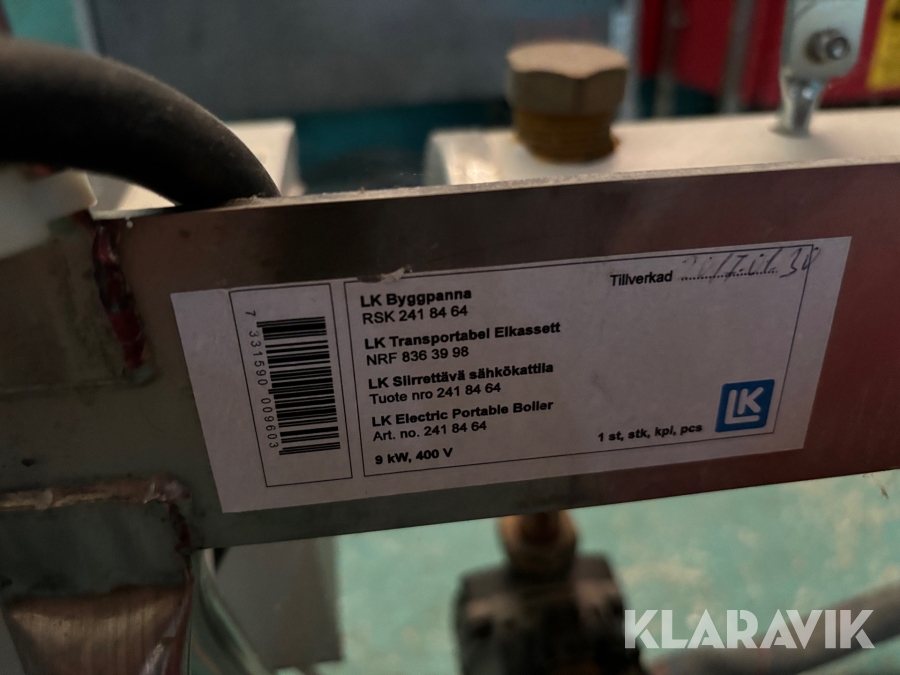 Tillverkad
LK Byggpanna
RSK 241 84 64
LK Transportabel Elkassett
NRF 836 39 98
LK Siirrettävä sähkökattila
Tuote nro 241 84 64
LK Electric Portable Boiler
Art. no. 241 84 64
9 kW, 400 V
1 st, stk, kpl, pcs
LK
7 331590 009603
KLARAVIK